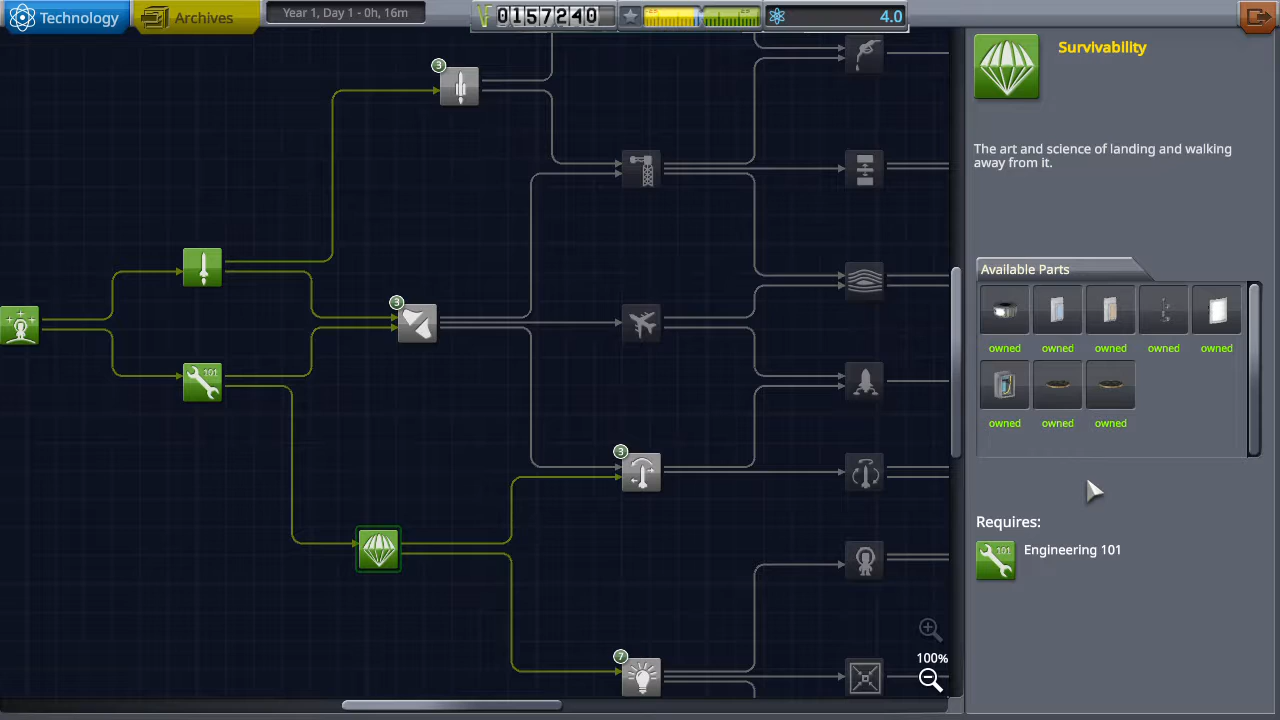 Technology
Archives
Year 1, Day 1 - 0h, 16m
0157240
4.0
Survivability
The art and science of landing and walking
away from it.
Available Parts
owned owned owned owned owned
owned owned owned
Requires:
101
Engineering 101
3
3
101
3
7
100%